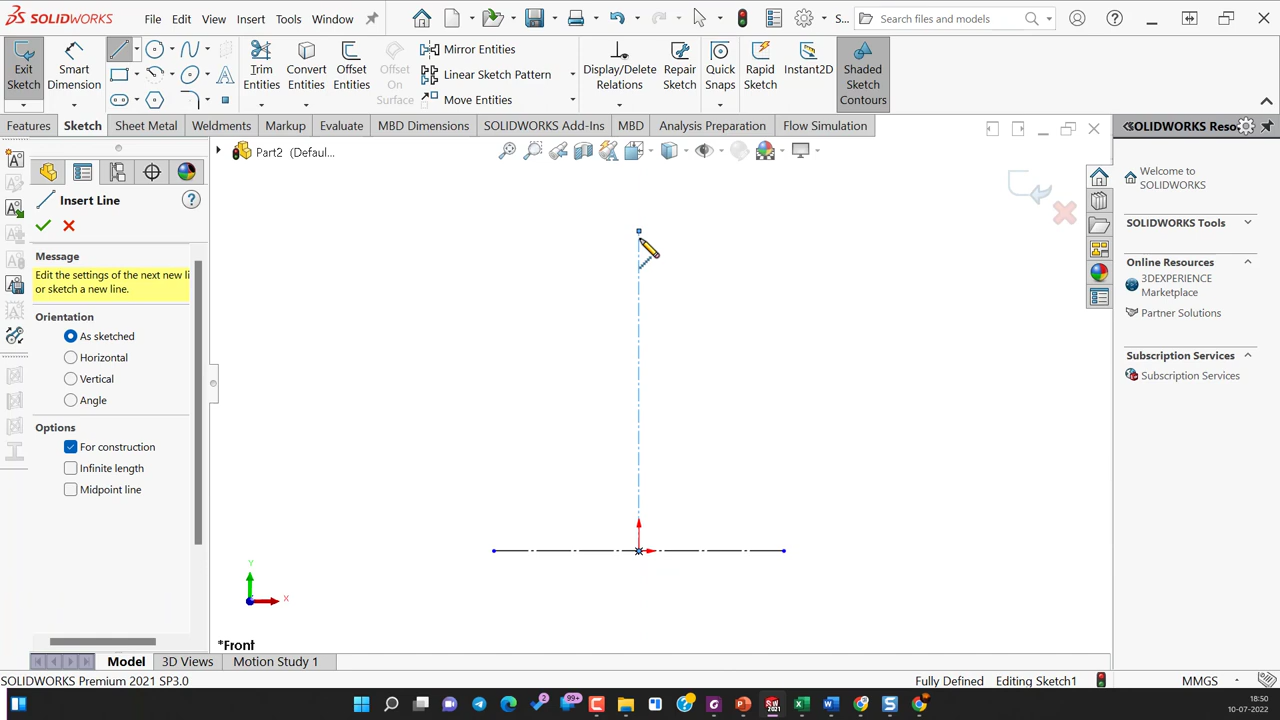 SOLIDWORKS File Edit View Insert Tools Window S... Search files and models
Exit Sketch
Smart Dimension
Trim Entities
Convert Entities
Offset Entities
Offset On Surface
Mirror Entities
Linear Sketch Pattern
Move Entities
Display/Delete Relations
Repair Sketch
Quick Snaps
Rapid Sketch
Instant2D
Shaded Sketch Contours
Features Sketch Sheet Metal Weldments Markup Evaluate MBD Dimensions SOLIDWORKS Add-Ins MBD Analysis Preparation Flow Simulation
SOLIDWORKS Reso
Part2 (Defaul...
Insert Line
Message
Edit the settings of the next new li
or sketch a new line.
Orientation
As sketched
Horizontal
Vertical
Angle
Options
For construction
Infinite length
Midpoint line
Y
X
*Front
Welcome to
SOLIDWORKS
SOLIDWORKS Tools
Online Resources
3DEXPERIENCE
Marketplace
Partner Solutions
Subscription Services
Subscription Services
Model 3D Views Motion Study 1
SOLIDWORKS Premium 2021 SP3.0 Fully Defined Editing Sketch1 MMGS
2 99+
18:50
10-07-2022